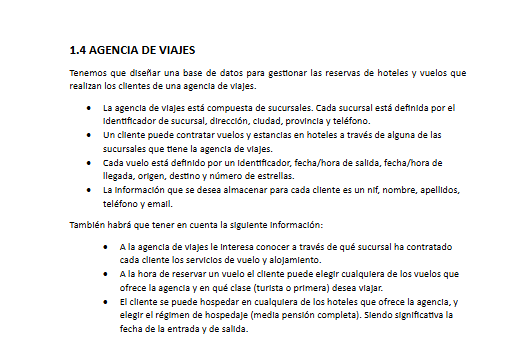 1.4 AGENCIA DE VIAJES
Tenemos que diseñar una base de datos para gestionar las reservas de hoteles y vuelos que
realizan los clientes de una agencia de viajes.
• La agencia de viajes está compuesta de sucursales. Cada sucursal está definida por el
identificador de sucursal, dirección, ciudad, provincia y teléfono.
• Un cliente puede contratar vuelos y estancias en hoteles a través de alguna de las
sucursales que tiene la agencia de viajes.
• Cada vuelo está definido por un identificador, fecha/hora de salida, fecha/hora de
llegada, origen, destino y número de estrellas.
• La información que se desea almacenar para cada cliente es un nif, nombre, apellidos,
teléfono y email.
También habrá que tener en cuenta la siguiente información:
• A la agencia de viajes le interesa conocer a través de qué sucursal ha contratado
cada cliente los servicios de vuelo y alojamiento.
• A la hora de reservar un vuelo el cliente puede elegir cualquiera de los vuelos que
ofrece la agencia y en qué clase (turista o primera) desea viajar.
• El cliente se puede hospedar en cualquiera de los hoteles que ofrece la agencia, y
elegir el régimen de hospedaje (media pensión completa). Siendo significativa la
fecha de la entrada y de salida.